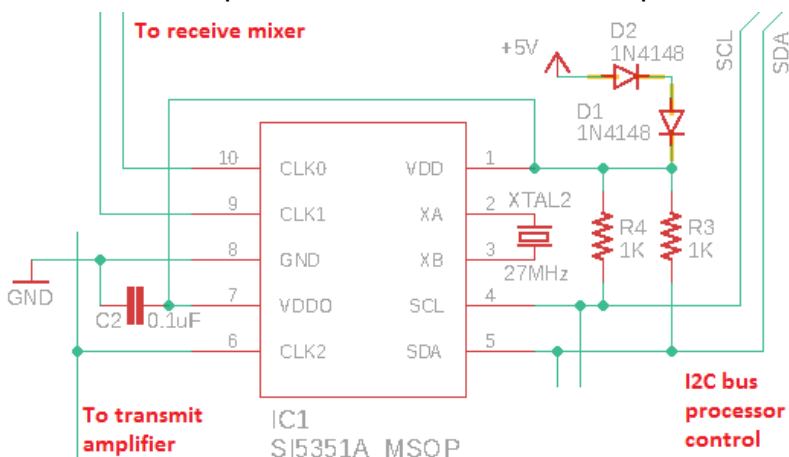 To receive mixer
D2
1N4148
+5V
SCL
SDA
D1
1N4148
10
CLK0
VDD
1
9
CLK1
XA
2
XTAL2
R4
1K
R3
1K
8
GND
XB
3
27MHz
GND
7
VDDO
SCL
4
C2
0.1uF
6
CLK2
SDA
5
To transmit
amplifier
I2C bus
processor
control
IC1
SI5351A_MSOP